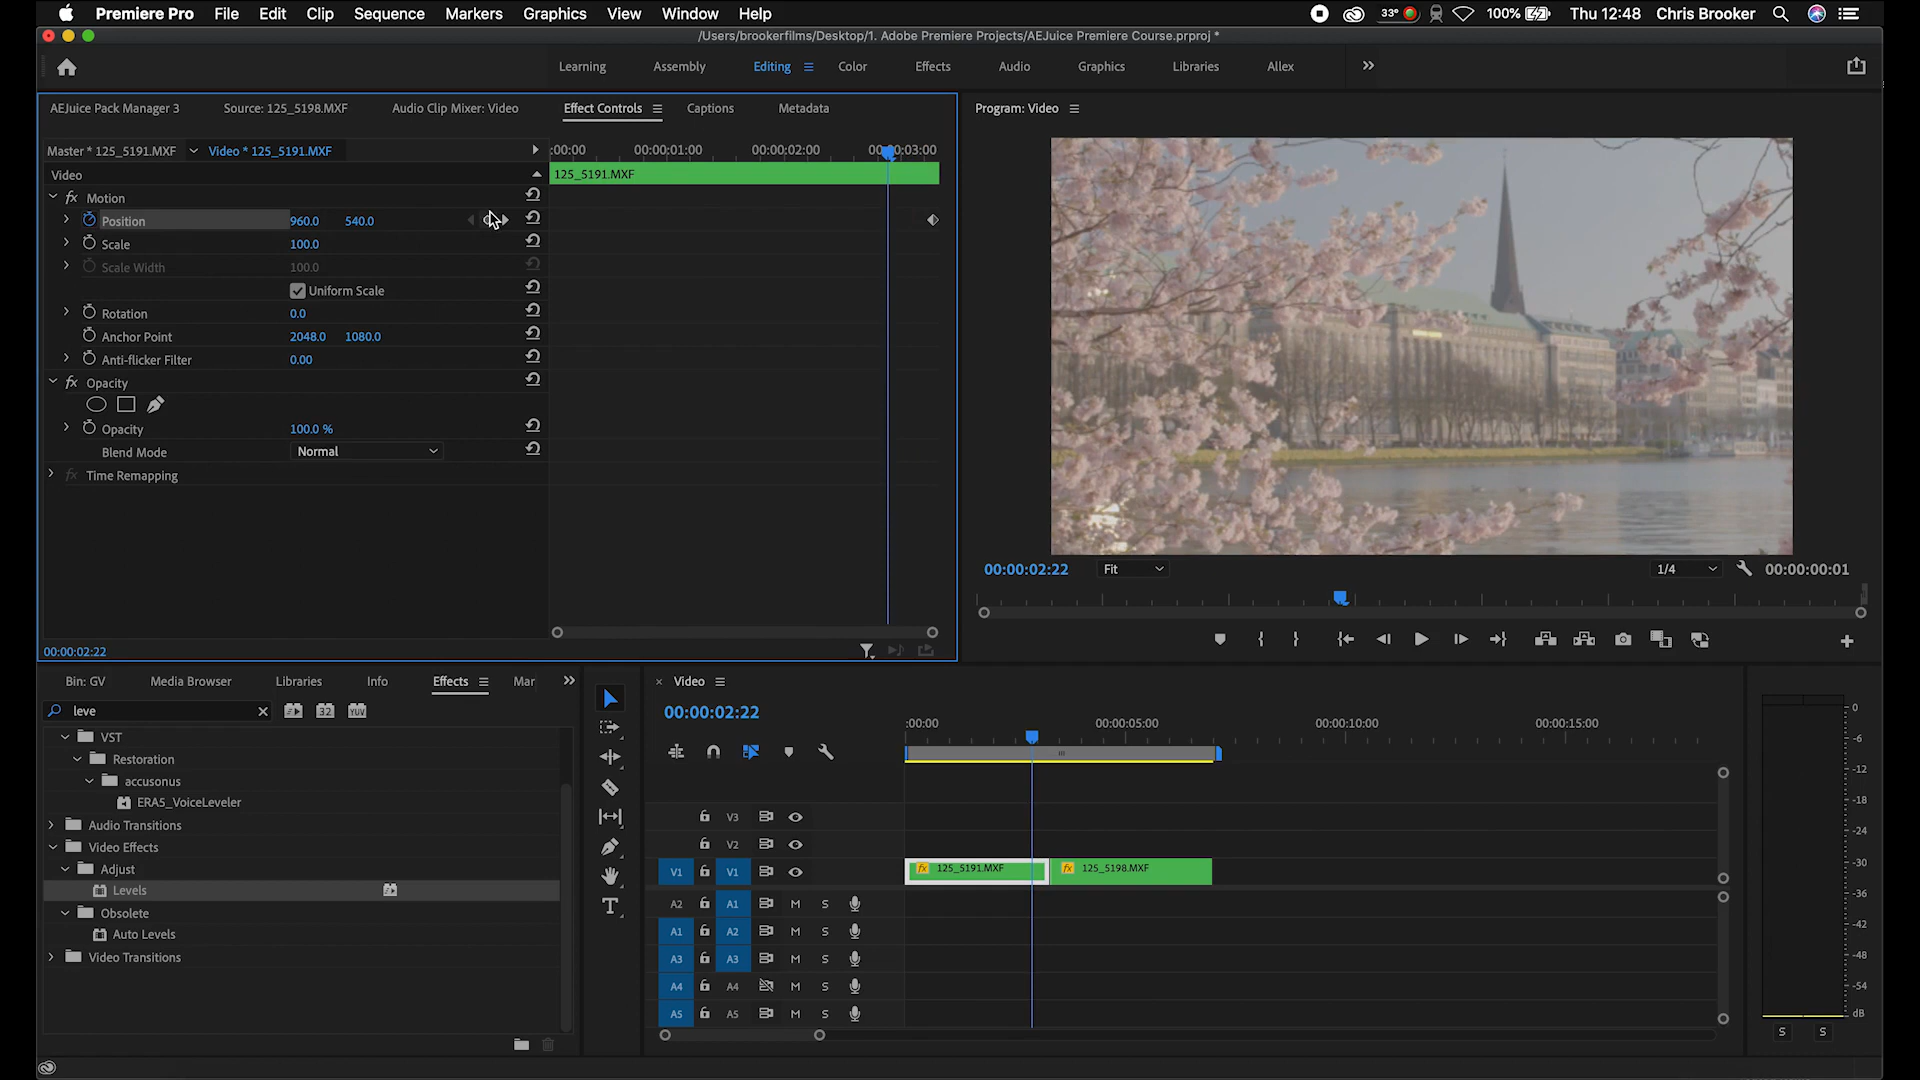 Premiere Pro File Edit Clip Sequence Markers Graphics View Window Help 33° 100% Thu 12:48 Chris Brooker
/Users/brookerfilms/Desktop/1. Adobe Premiere Projects/AEJuice Premiere Course.prproj *
Learning Assembly Editing Color Effects Audio Graphics Libraries Allex
AEJuice Pack Manager 3 Source: 125_5198.MXF Audio Clip Mixer: Video Effect Controls Captions Metadata
Program: Video
Master * 125_5191.MXF Video * 125_5191.MXF
:00:00 00:00:01:00 00:00:02:00 00:00:03:00
Video
125_5191.MXF
fx Motion
Position 960.0 540.0
Scale 100.0
Scale Width 100.0
Uniform Scale
Rotation 0.0
Anchor Point 2048.0 1080.0
Anti-flicker Filter 0.00
fx Opacity
Opacity 100.0 %
Blend Mode Normal
fx Time Remapping
00:00:02:22
00:00:02:22 Fit 1/4 00:00:00:01
Bin: GV Media Browser Libraries Info Effects Mar
leve
32 YUV
VST
Restoration
accusonus
ERA5_VoiceLeveler
Audio Transitions
Video Effects
Adjust
Levels
Obsolete
Auto Levels
Video Transitions
× Video
00:00:02:22
:00:00 00:00:05:00 00:00:10:00 00:00:15:00
V3
V2
V1 V1
fx 125_5191.MXF fx 125_5198.MXF
A2 A1 M S
A1 A2 M S
A3 A3 M S
A4 A4 M S
A5 A5 M S
0
-6
-12
-18
-24
-30
-36
-42
-48
-54
dB
S S